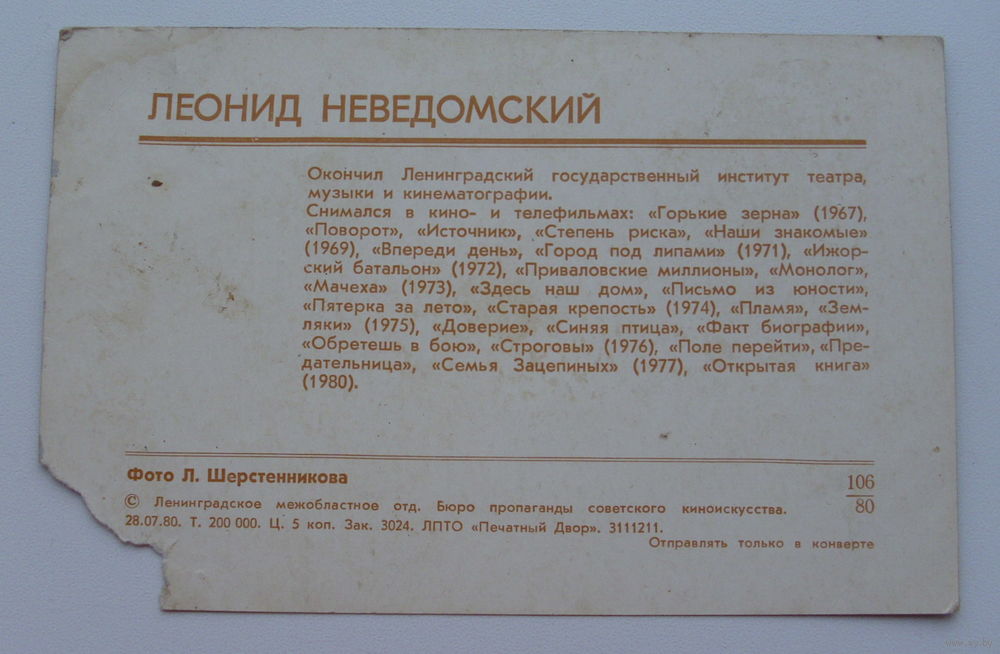 ЛЕОНИД НЕВЕДОМСКИЙ
Окончил Ленинградский государственный институт театра,
музыки и кинематографии.
Снимался в кино- и телефильмах: «Горькие зерна» (1967),
«Поворот», «Источник», «Степень риска», «Наши знакомые»
(1969), «Впереди день», «Город под липами» (1971), «Ижор-
ский батальон» (1972), «Приваловские миллионы», «Монолог»,
«Мачеха» (1973), «Здесь наш дом», «Письмо из юности»,
«Пятерка за лето», «Старая крепость» (1974), «Пламя», «Зем-
ляки» (1975), «Доверие», «Синяя птица», «Факт биографии»,
«Обретешь в бою», «Строговы» (1976), «Поле перейти», «Пре-
дательница», «Семья Зацепиных» (1977), «Открытая книга»
(1980).
Фото Л. Шерстенникова
106
80
© Ленинградское межобластное отд. Бюро пропаганды советского киноискусства.
28.07.80. Т. 200 000. Ц. 5 коп. Зак. 3024. ЛПТО «Печатный Двор». 3111211.
Отправлять только в конверте
www.ay.by